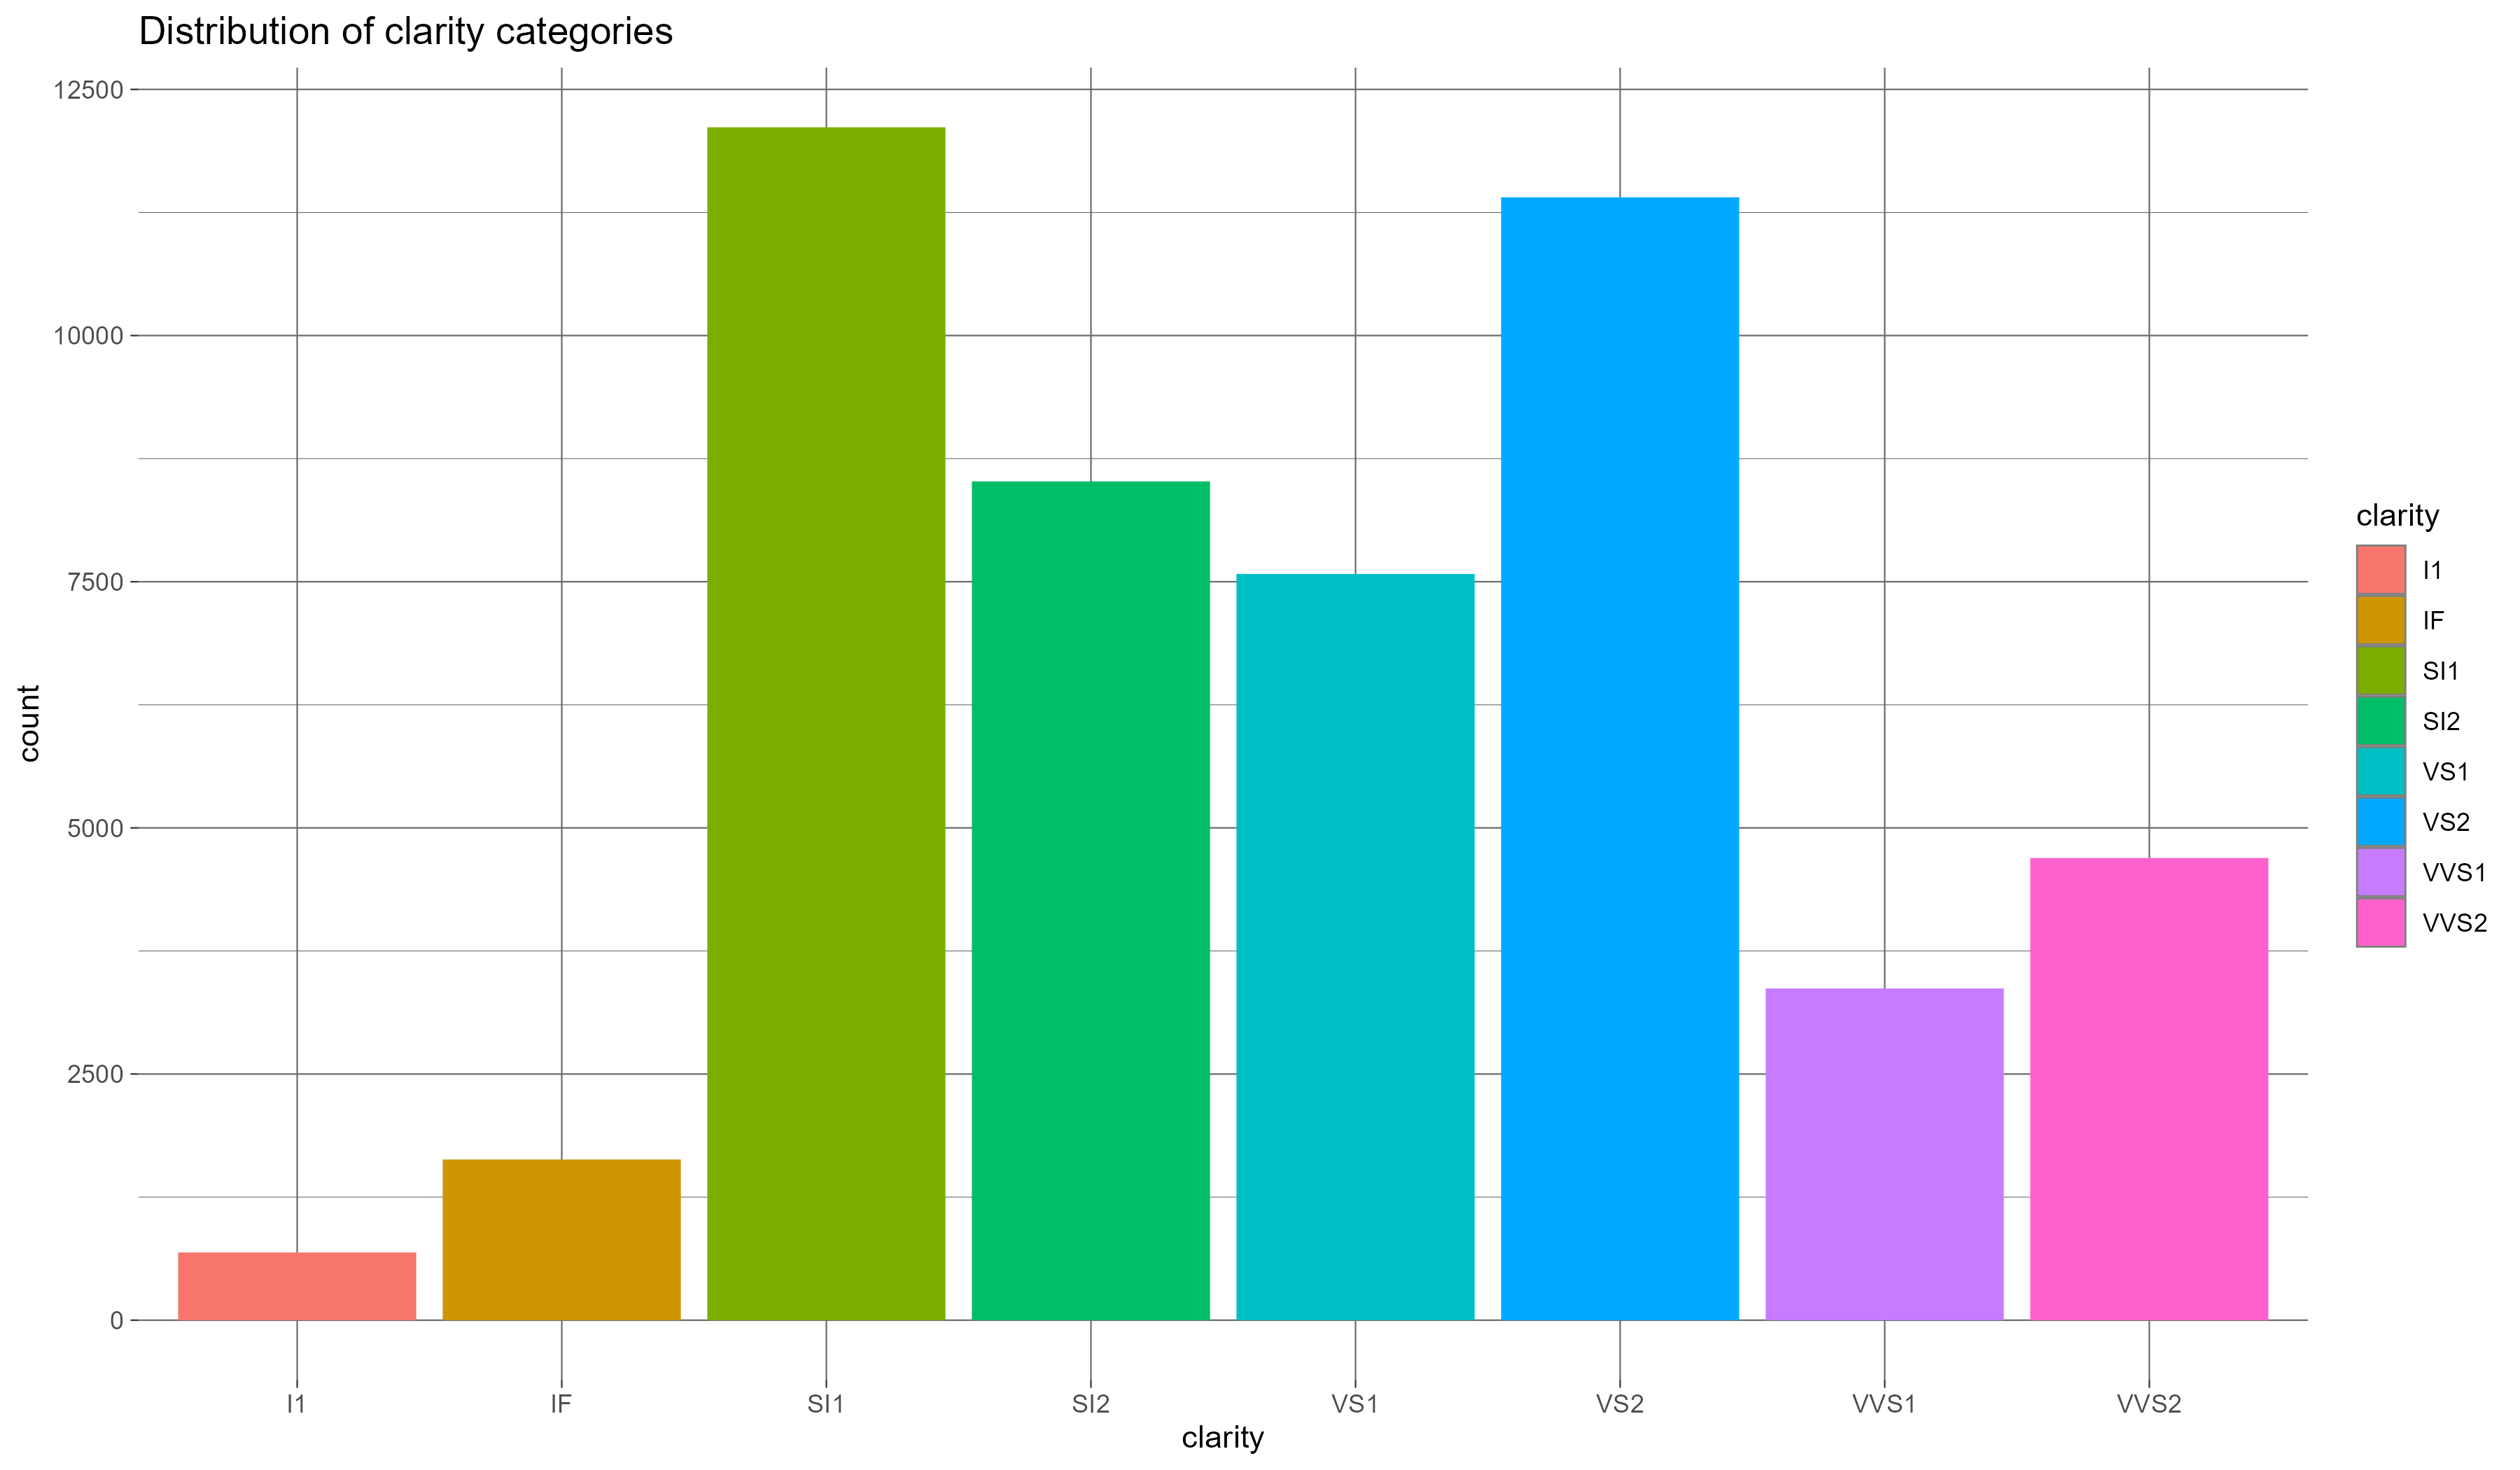 Distribution of clarity categories
12500
10000
7500
5000
2500
0
count
I1
IF
SI1
SI2
VS1
VS2
VVS1
VVS2
clarity
clarity
I1
IF
SI1
SI2
VS1
VS2
VVS1
VVS2